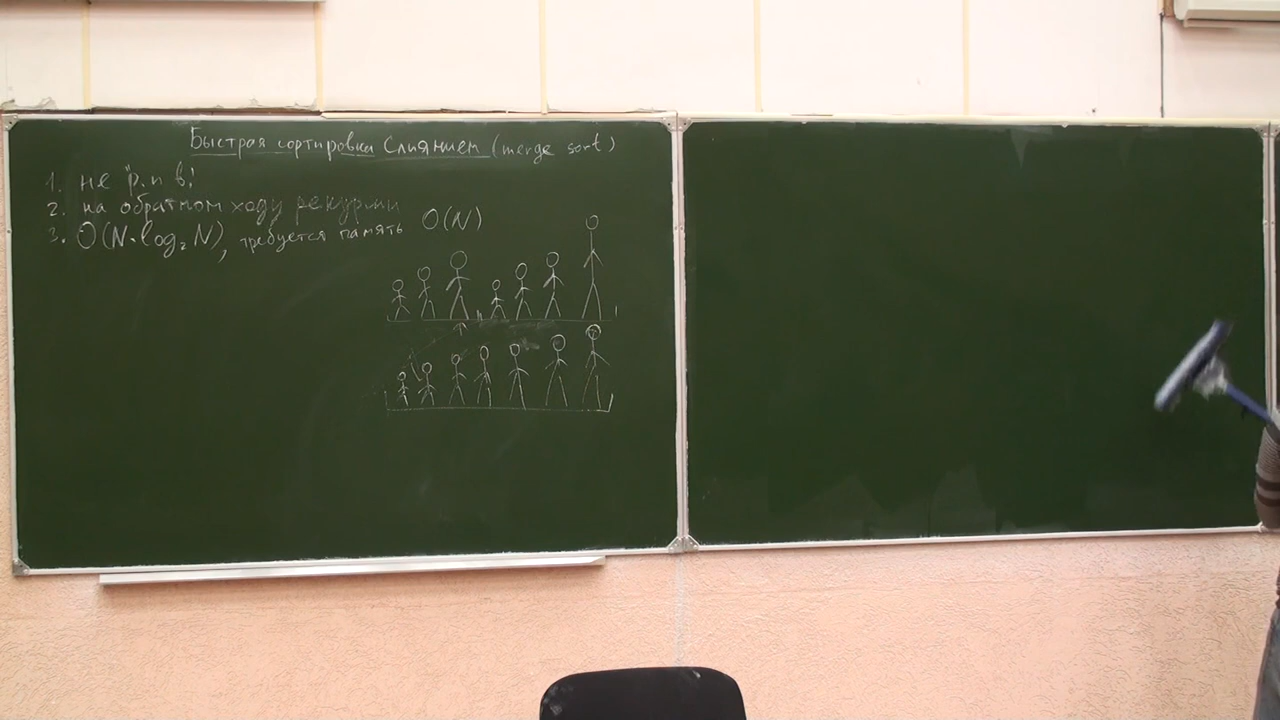 Быстрая сортировка Слиянием (merge sort)
1. не р. п в!
2. на обратном ходу рекурсии
3. O(N·log₂N), требуется память O(N)